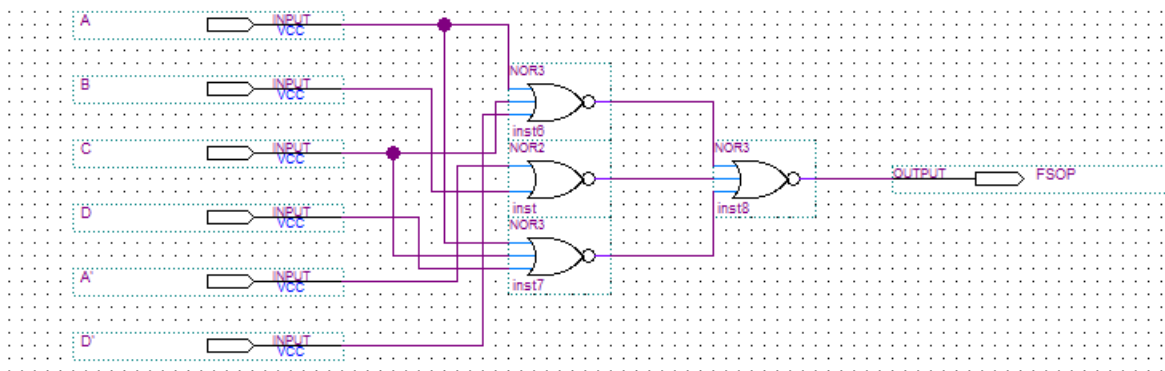 A INPUT VCC
NOR3
B INPUT VCC
inst6
C INPUT VCC
NOR2
NOR3
OUTPUT FSOP
D INPUT VCC
inst
inst8
NOR3
A' INPUT VCC
inst7
D' INPUT VCC